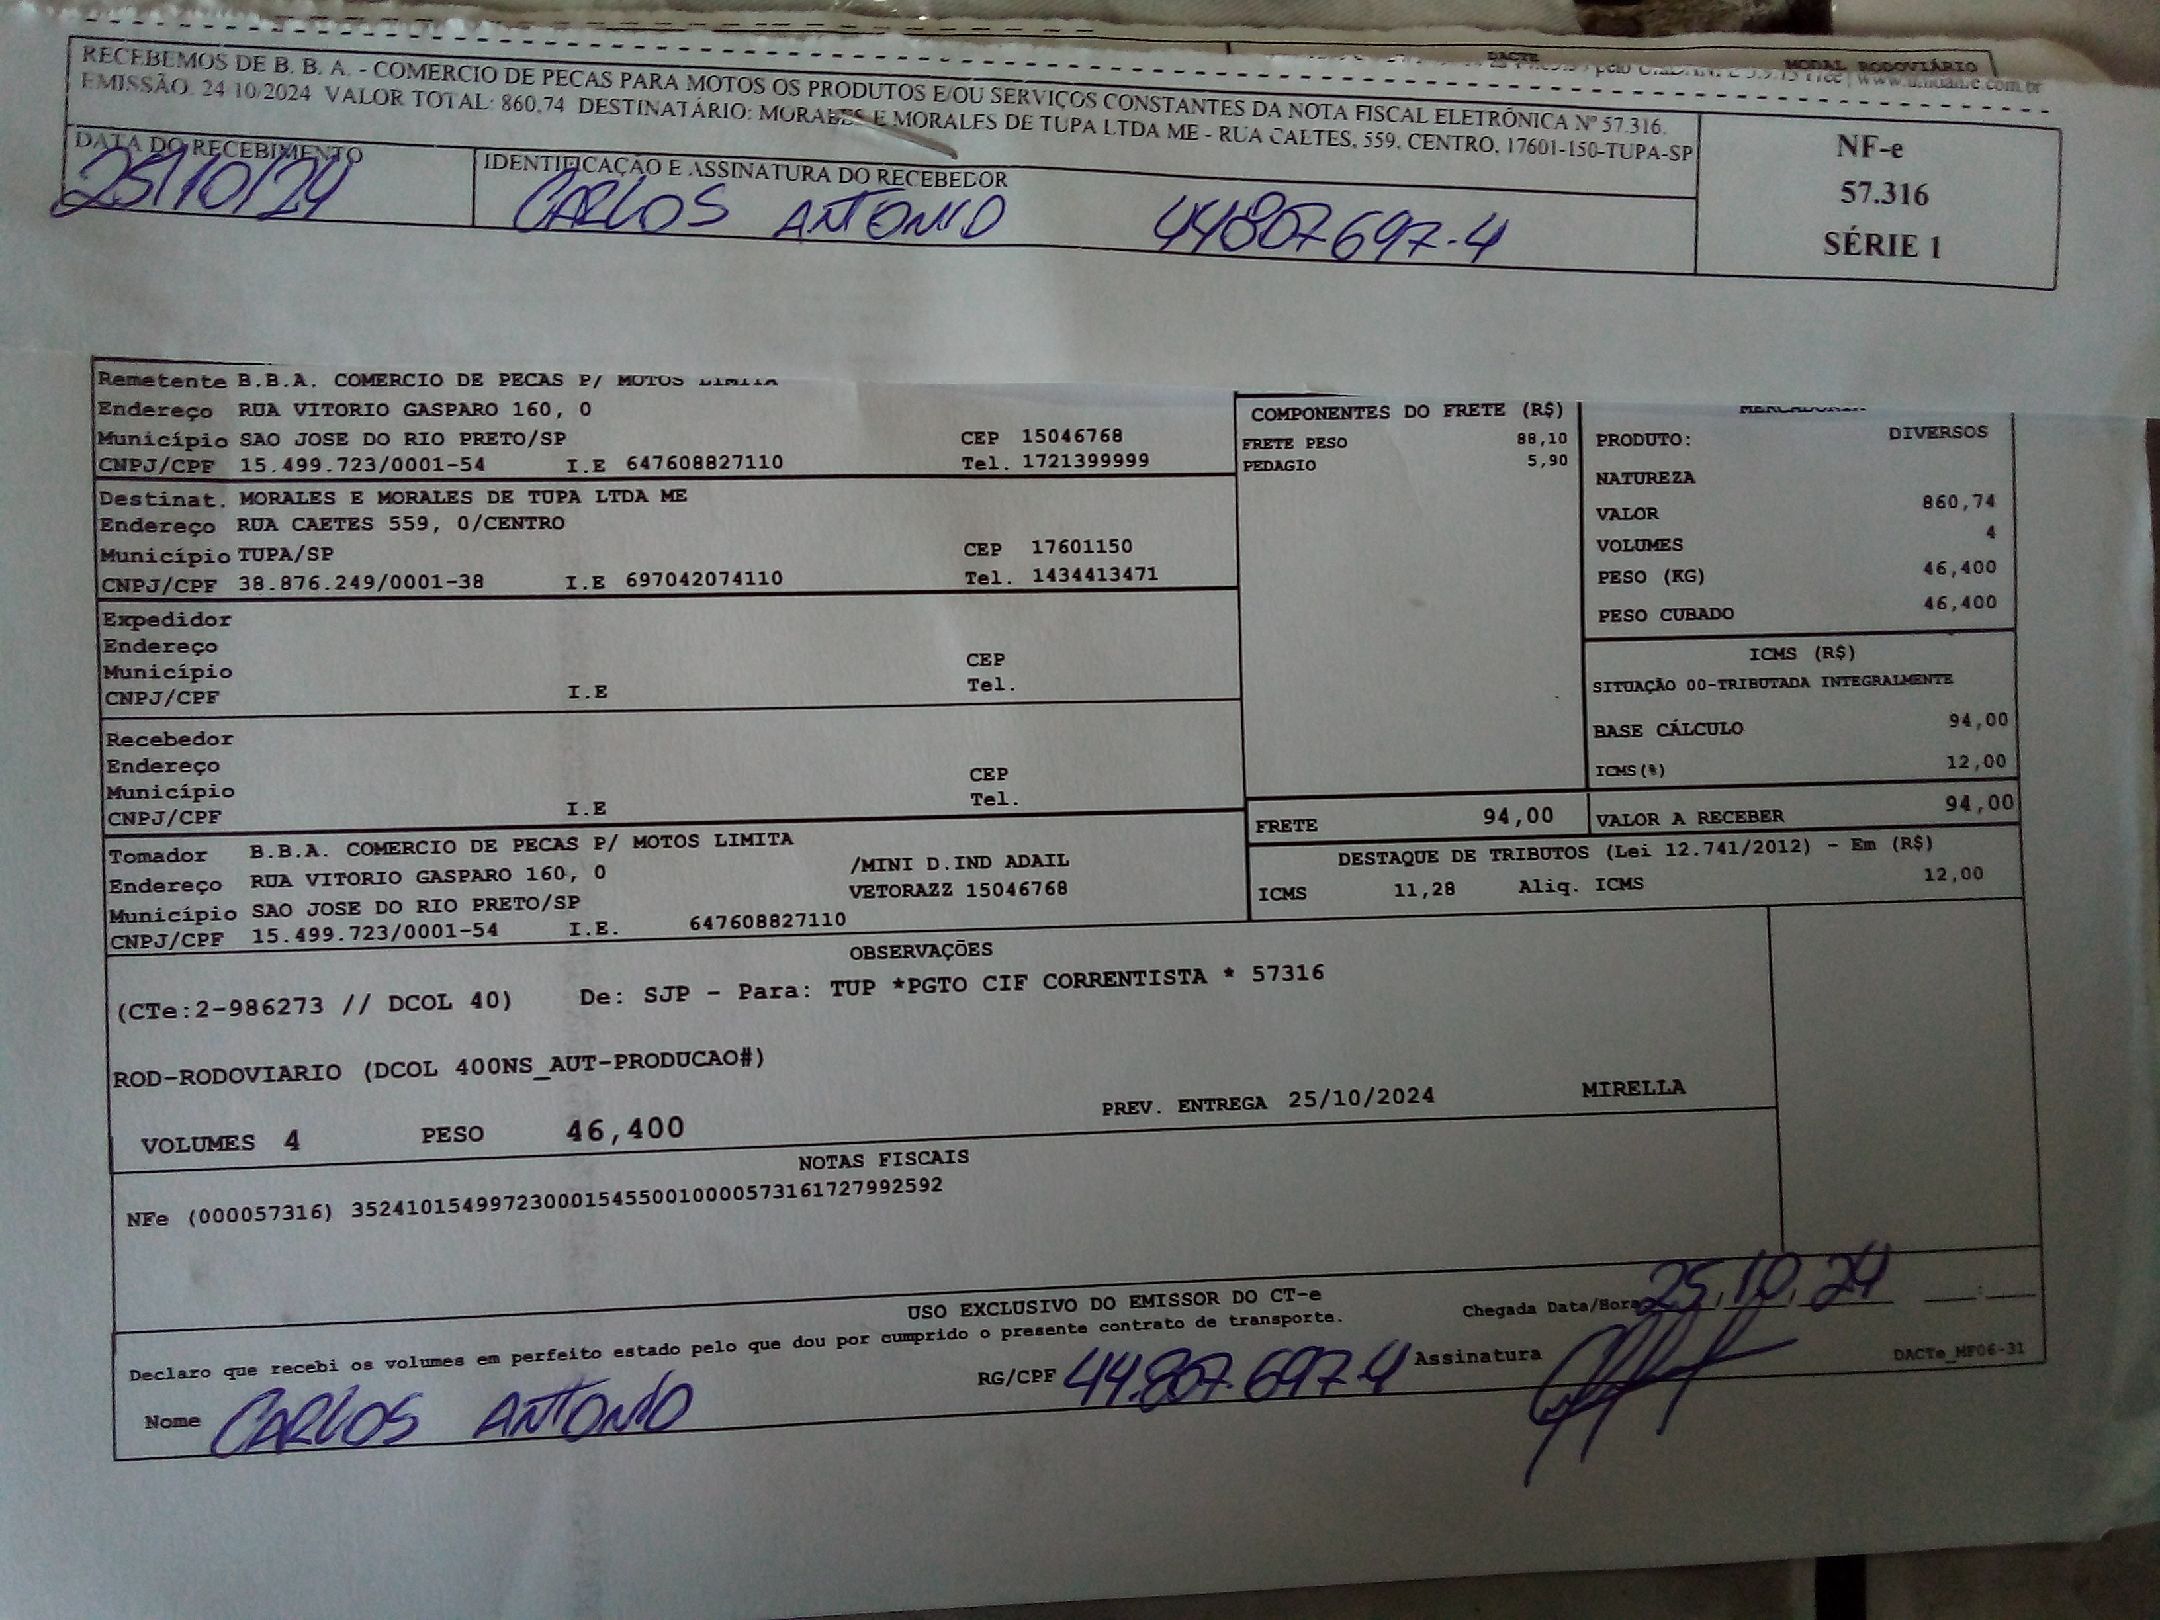 DACTE
MODAL RODOVIÁRIO
RECEBEMOS DE B. B. A. - COMERCIO DE PECAS PARA MOTOS OS PRODUTOS E/OU SERVIÇOS CONSTANTES DA NOTA FISCAL ELETRÔNICA Nº 57.316.
EMISSÃO: 24/10/2024 VALOR TOTAL: 860,74 DESTINATÁRIO: MORALES E MORALES DE TUPA LTDA ME - RUA CAETES, 559, CENTRO, 17601-150-TUPA-SP
NF-e
57.316
SÉRIE 1
DATA DO RECEBIMENTO
25/10/24
IDENTIFICAÇÃO E ASSINATURA DO RECEBEDOR
CARLOS ANTONIO 44807697-4
Remetente B.B.A. COMERCIO DE PECAS P/ MOTOS LIMITA
Endereço RUA VITORIO GASPARO 160, 0
Município SAO JOSE DO RIO PRETO/SP CEP 15046768
CNPJ/CPF 15.499.723/0001-54 I.E 647608827110 Tel. 1721399999
Destinat. MORALES E MORALES DE TUPA LTDA ME
Endereço RUA CAETES 559, 0/CENTRO
Município TUPA/SP CEP 17601150
CNPJ/CPF 38.876.249/0001-38 I.E 697042074110 Tel. 1434413471
Expedidor
Endereço
Município CEP
CNPJ/CPF I.E Tel.
Recebedor
Endereço
Município CEP
CNPJ/CPF I.E Tel.
Tomador B.B.A. COMERCIO DE PECAS P/ MOTOS LIMITA
Endereço RUA VITORIO GASPARO 160, 0 /MINI D.IND ADAIL
Município SAO JOSE DO RIO PRETO/SP VETORAZZ 15046768
CNPJ/CPF 15.499.723/0001-54 I.E. 647608827110
COMPONENTES DO FRETE (R$)
FRETE PESO 88,10
PEDAGIO 5,90
MERCADORIA
PRODUTO: DIVERSOS
NATUREZA
VALOR 860,74
VOLUMES 4
PESO (KG) 46,400
PESO CUBADO 46,400
ICMS (R$)
SITUAÇÃO 00-TRIBUTADA INTEGRALMENTE
BASE CÁLCULO 94,00
ICMS(%) 12,00
FRETE 94,00 VALOR A RECEBER 94,00
DESTAQUE DE TRIBUTOS (Lei 12.741/2012) - Em (R$)
ICMS 11,28 Aliq. ICMS 12,00
OBSERVAÇÕES
(CTe:2-986273 // DCOL 40) De: SJP - Para: TUP *PGTO CIF CORRENTISTA * 57316
ROD-RODOVIARIO (DCOL 400NS_AUT-PRODUCAO#)
VOLUMES 4 PESO 46,400 PREV. ENTREGA 25/10/2024 MIRELLA
NOTAS FISCAIS
NFe (000057316) 35241015499723000154550010000573161727992592
USO EXCLUSIVO DO EMISSOR DO CT-e
Declaro que recebi os volumes em perfeito estado pelo que dou por cumprido o presente contrato de transporte.
Chegada Data/Hora 25/10/24
Nome CARLOS ANTONIO RG/CPF 44.807.697-4 Assinatura
DACTe_MF06-31